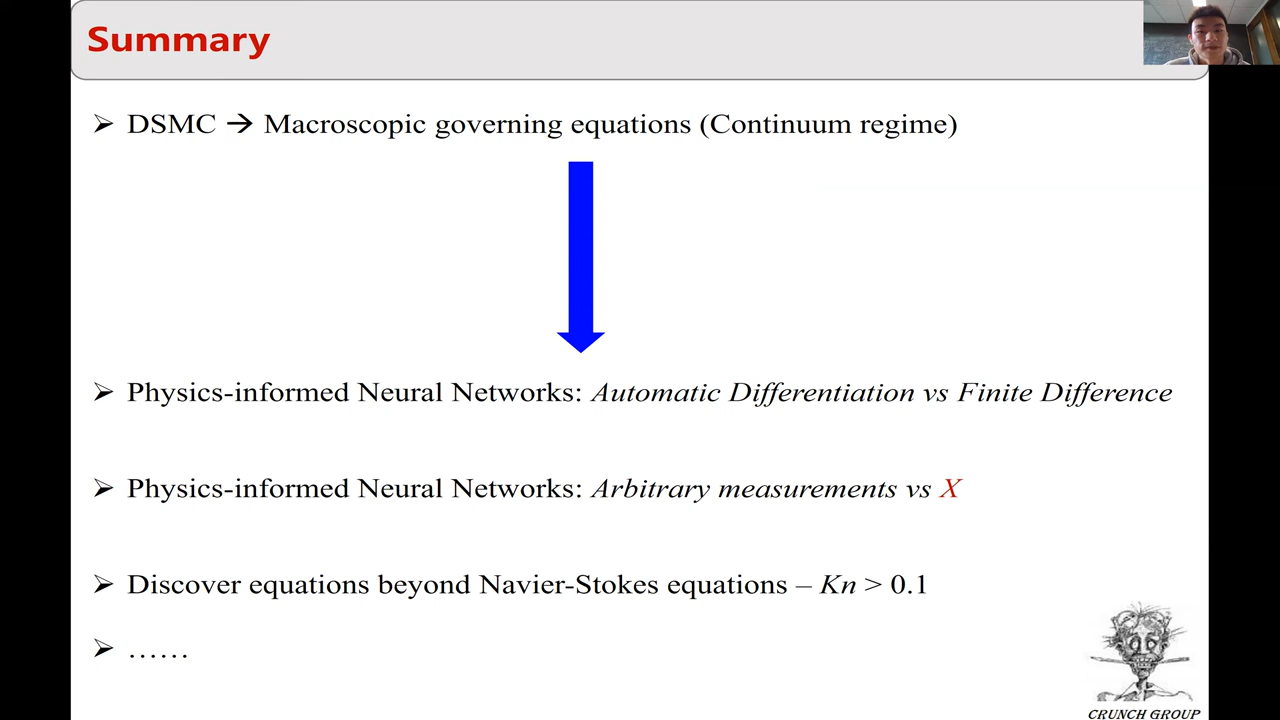 Summary
➢ DSMC → Macroscopic governing equations (Continuum regime)
➢ Physics-informed Neural Networks: Automatic Differentiation vs Finite Difference
➢ Physics-informed Neural Networks: Arbitrary measurements vs X
➢ Discover equations beyond Navier-Stokes equations – Kn > 0.1
➢ ……
CRUNCH GROUP